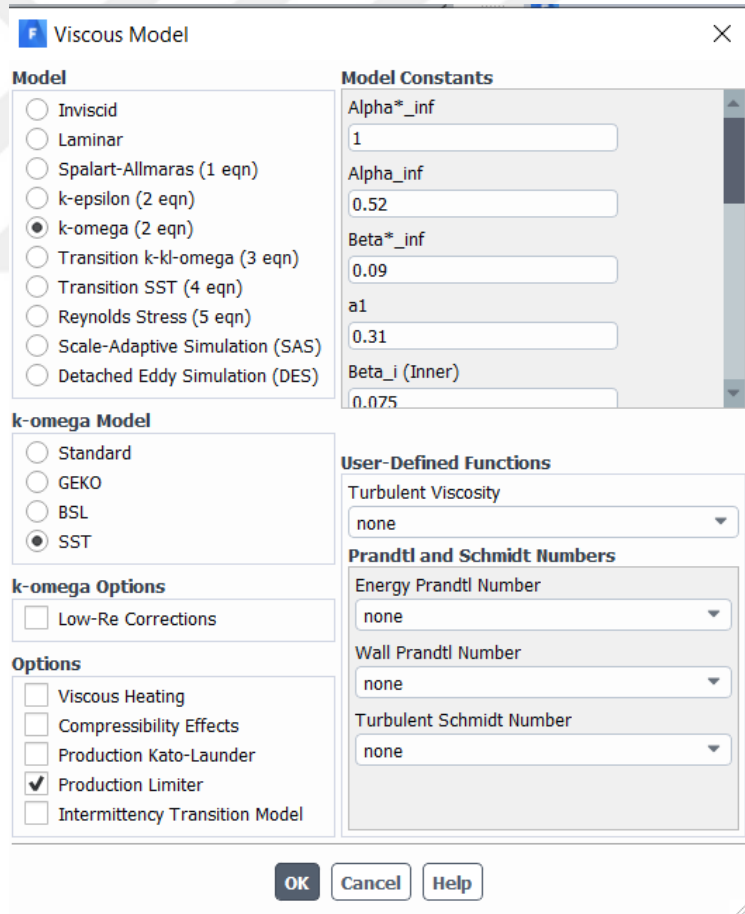 F Viscous Model
Model
Inviscid
Laminar
Spalart-Allmaras (1 eqn)
k-epsilon (2 eqn)
k-omega (2 eqn)
Transition k-kl-omega (3 eqn)
Transition SST (4 eqn)
Reynolds Stress (5 eqn)
Scale-Adaptive Simulation (SAS)
Detached Eddy Simulation (DES)
k-omega Model
Standard
GEKO
BSL
SST
k-omega Options
Low-Re Corrections
Options
Viscous Heating
Compressibility Effects
Production Kato-Launder
Production Limiter
Intermittency Transition Model
Model Constants
Alpha*_inf
1
Alpha_inf
0.52
Beta*_inf
0.09
a1
0.31
Beta_i (Inner)
0.075
User-Defined Functions
Turbulent Viscosity
none
Prandtl and Schmidt Numbers
Energy Prandtl Number
none
Wall Prandtl Number
none
Turbulent Schmidt Number
none
OK
Cancel
Help